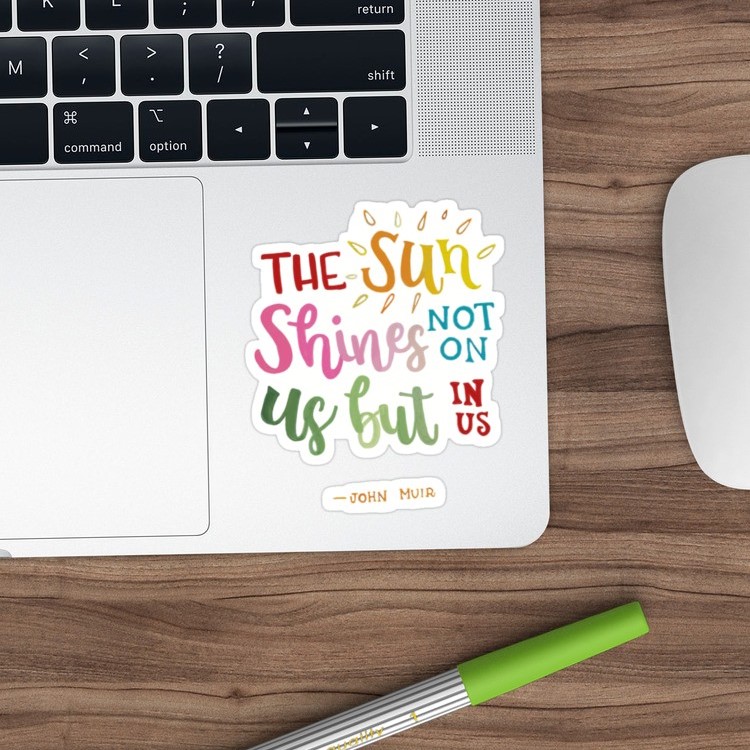 K L ; ' return
M < > ? shift
, . /
⌘ ⌥
command option
THE Sun
Shines NOT
ON
us but IN
US
—JOHN MUIR